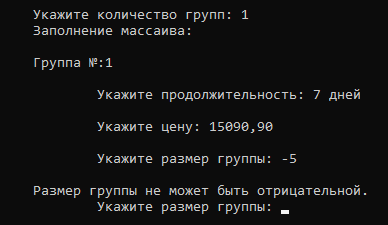 Укажите количество групп: 1
Заполнение массаива:
Группа №:1
Укажите продолжительность: 7 дней
Укажите цену: 15090,90
Укажите размер группы: -5
Размер группы не может быть отрицательной.
Укажите размер группы: